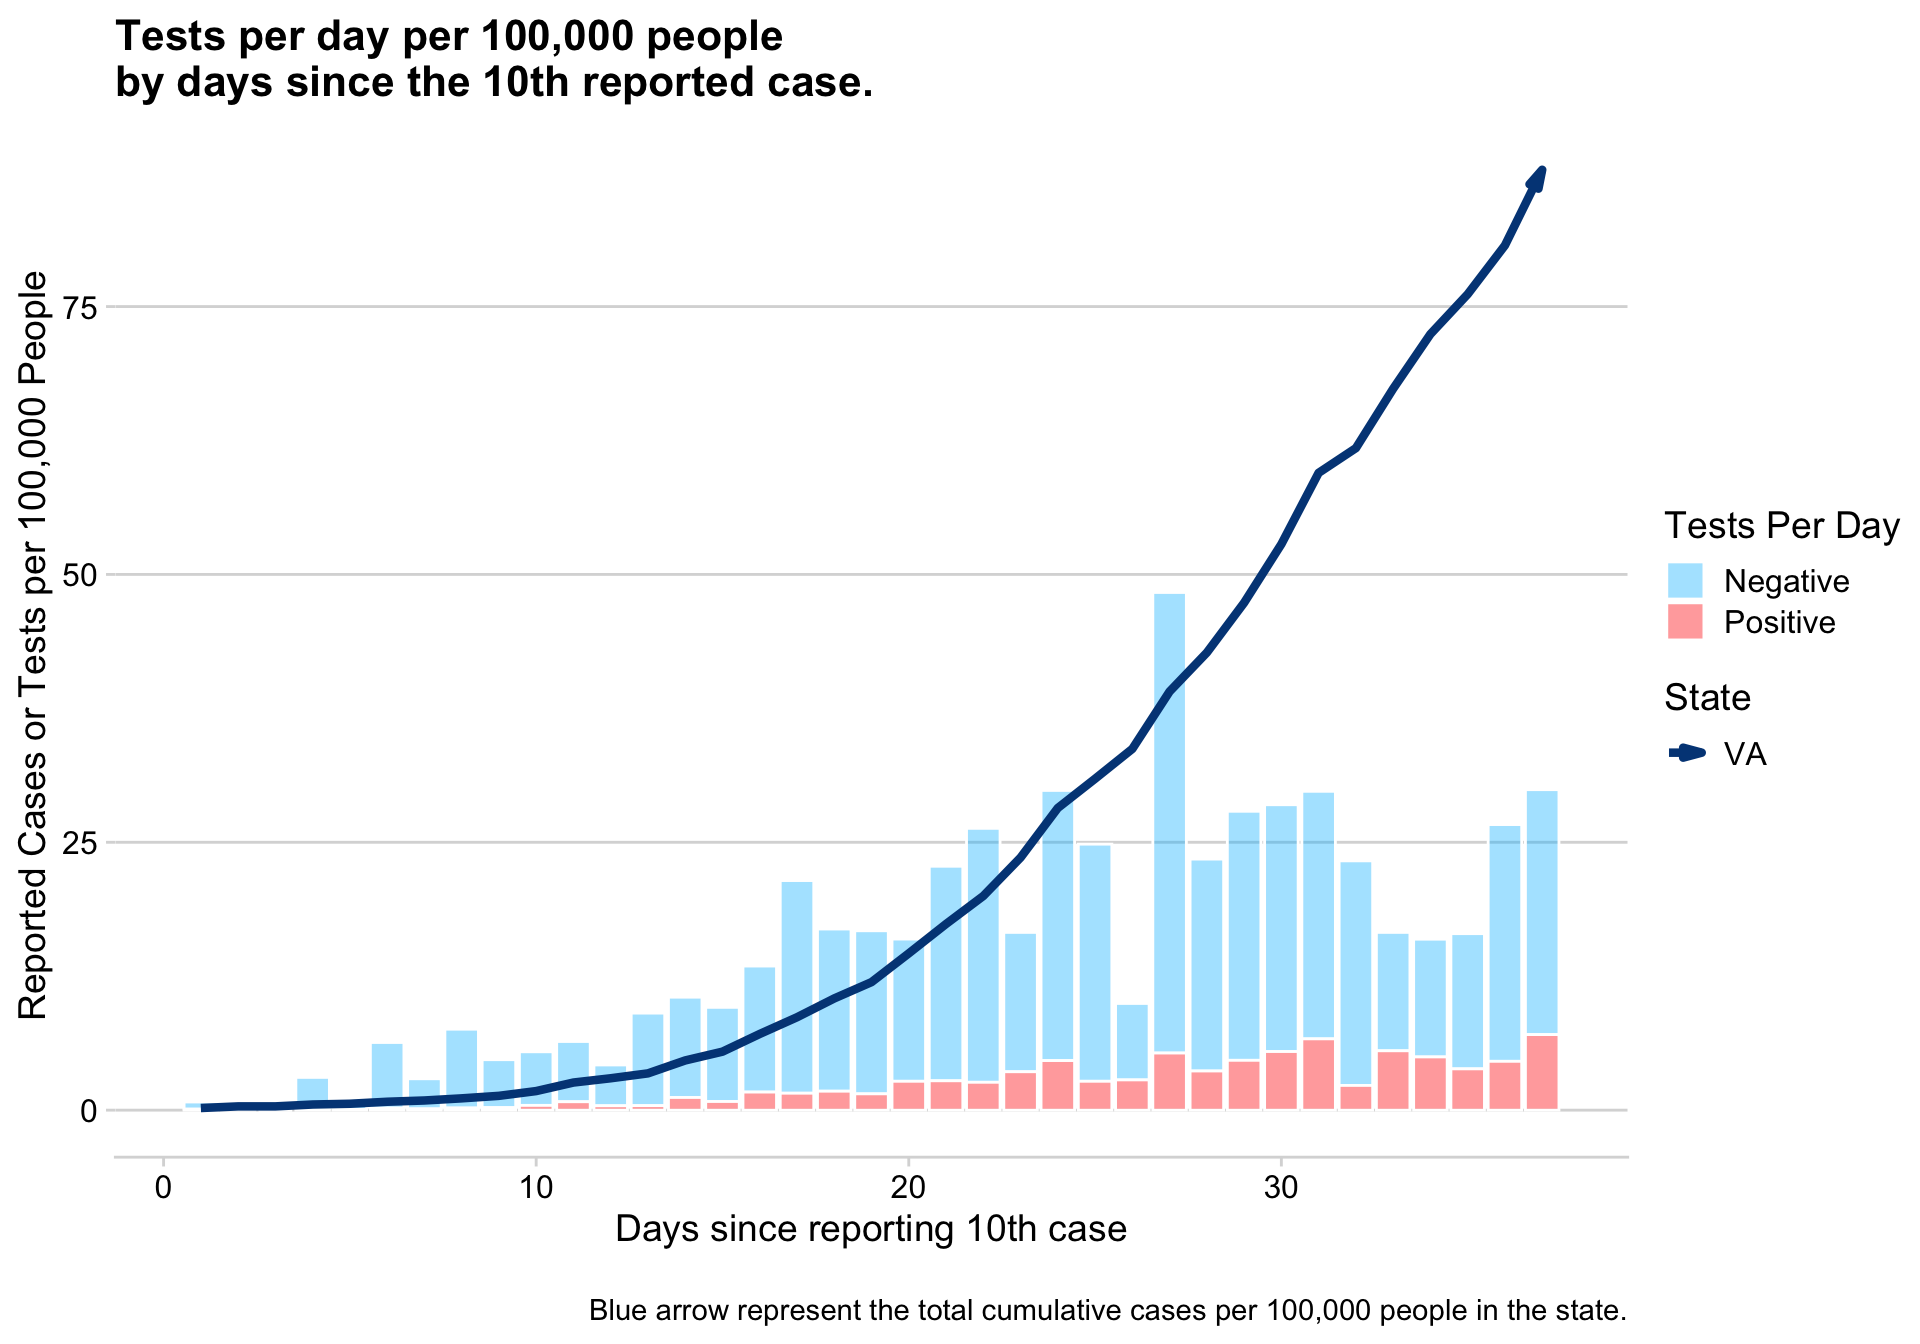 Tests per day per 100,000 people
by days since the 10th reported case.
Reported Cases or Tests per 100,000 People
75
50
25
0
0
10
20
30
Days since reporting 10th case
Tests Per Day
Negative
Positive
State
VA
Blue arrow represent the total cumulative cases per 100,000 people in the state.